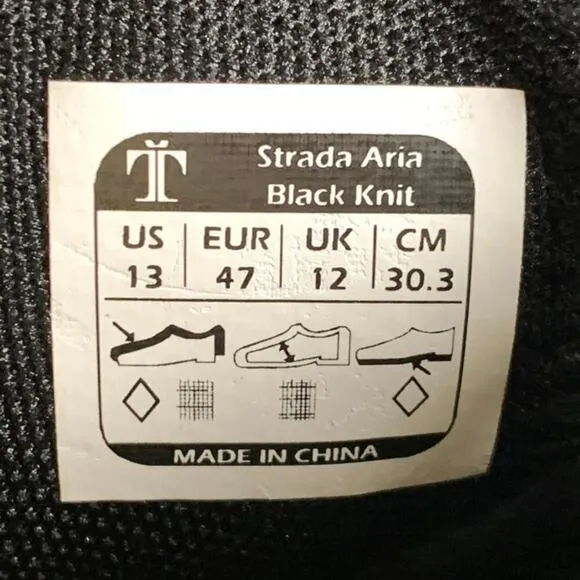 Strada Aria
Black Knit
US | EUR | UK | CM
13 | 47 | 12 | 30.3
MADE IN CHINA